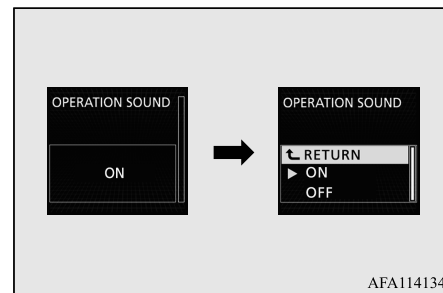 OPERATION SOUND
ON
OPERATION SOUND
RETURN
ON
OFF
AFA114134